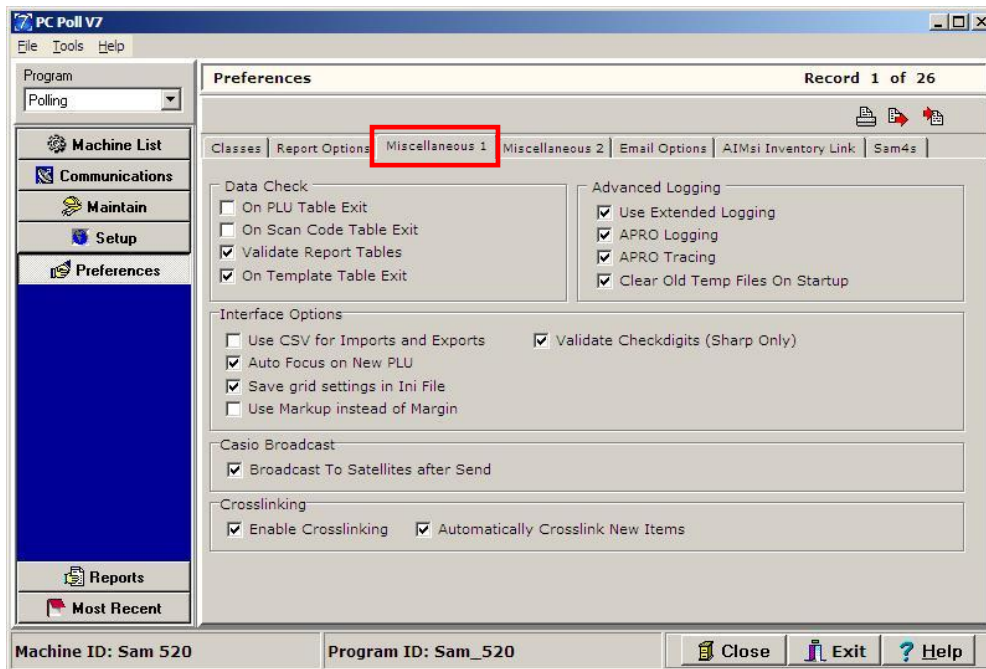 PC Poll V7
File Tools Help
Program
Polling
Machine List
Communications
Maintain
Setup
Preferences
Reports
Most Recent
Preferences
Record 1 of 26
Classes Report Options Miscellaneous 1 Miscellaneous 2 Email Options AIMsi Inventory Link Sam4s
Data Check
On PLU Table Exit
On Scan Code Table Exit
Validate Report Tables
On Template Table Exit
Advanced Logging
Use Extended Logging
APRO Logging
APRO Tracing
Clear Old Temp Files On Startup
Interface Options
Use CSV for Imports and Exports
Validate Checkdigits (Sharp Only)
Auto Focus on New PLU
Save grid settings in Ini File
Use Markup instead of Margin
Casio Broadcast
Broadcast To Satellites after Send
Crosslinking
Enable Crosslinking
Automatically Crosslink New Items
Machine ID: Sam 520
Program ID: Sam_520
Close
Exit
Help